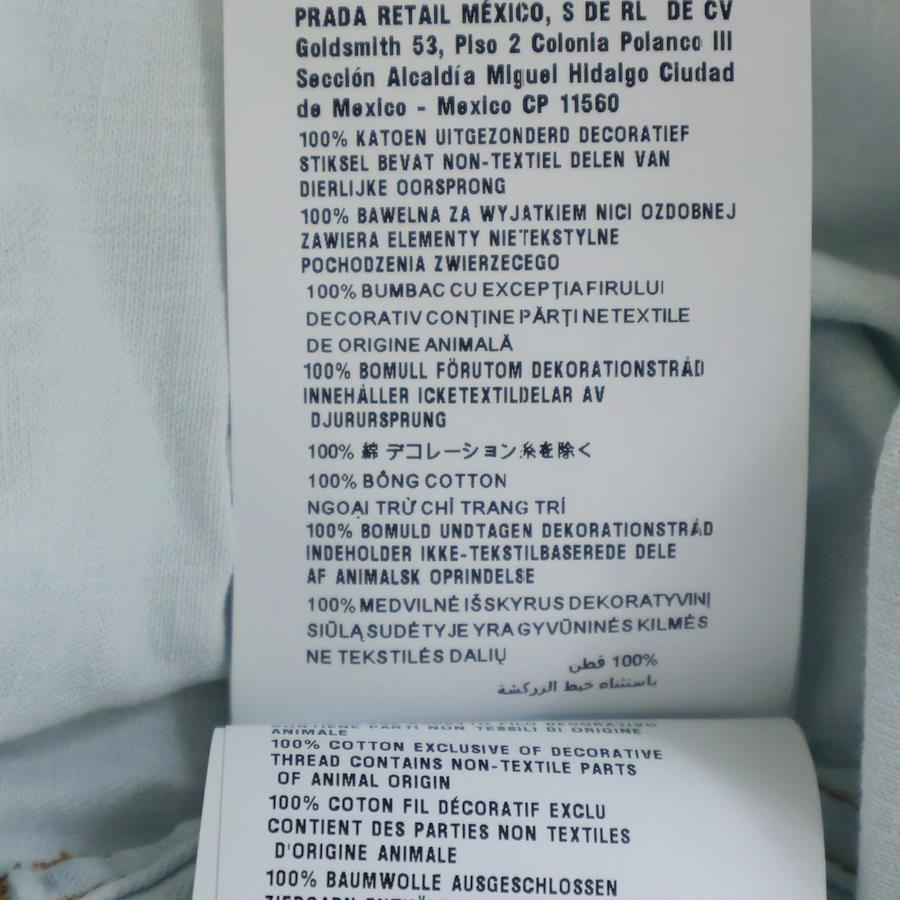 PRADA RETAIL MÉXICO, S DE RL DE CV
Goldsmith 53, Piso 2 Colonia Polanco III
Sección Alcaldía Miguel Hidalgo Ciudad
de Mexico - Mexico CP 11560
100% KATOEN UITGEZONDERD DECORATIEF
STIKSEL BEVAT NON-TEXTIEL DELEN VAN
DIERLIJKE OORSPRONG
100% BAWELNA ZA WYJATKIEM NICI OZDOBNEJ
ZAWIERA ELEMENTY NIETEKSTYLNE
POCHODZENIA ZWIERZECEGO
100% BUMBAC CU EXCEPȚIA FIRULUI
DECORATIV CONȚINE PĂRȚI NETEXTILE
DE ORIGINE ANIMALĂ
100% BOMULL FÖRUTOM DEKORATIONSTRÅD
INNEHÅLLER ICKETEXTILDELAR AV
DJURURSPRUNG
100% 綿 デコレーション糸を除く
100% BÔNG COTTON
NGOẠI TRỪ CHỈ TRANG TRÍ
100% BOMULD UNDTAGEN DEKORATIONSTRÅD
INDEHOLDER IKKE-TEKSTILBASEREDE DELE
AF ANIMALSK OPRINDELSE
100% MEDVILNĖ IŠSKYRUS DEKORATYVINĮ
SIŪLĄ SUDĖTYJE YRA GYVŪNINĖS KILMĖS
NE TEKSTILĖS DALIŲ
100% قطن
باستثناء خيط الزركشة
CONTIENE PARTI NON TESSILI DI ORIGINE
ANIMALE
100% COTTON EXCLUSIVE OF DECORATIVE
THREAD CONTAINS NON-TEXTILE PARTS
OF ANIMAL ORIGIN
100% COTON FIL DÉCORATIF EXCLU
CONTIENT DES PARTIES NON TEXTILES
D'ORIGINE ANIMALE
100% BAUMWOLLE AUSGESCHLOSSEN